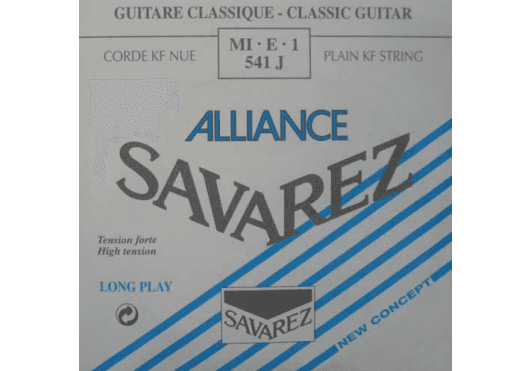 GUITARE CLASSIQUE - CLASSIC GUITAR
CORDE KF NUE
MI · E · 1
541 J
PLAIN KF STRING
ALLIANCE
SAVAREZ
Tension forte
High tension
LONG PLAY
SAVAREZ
NEW CONCEPT